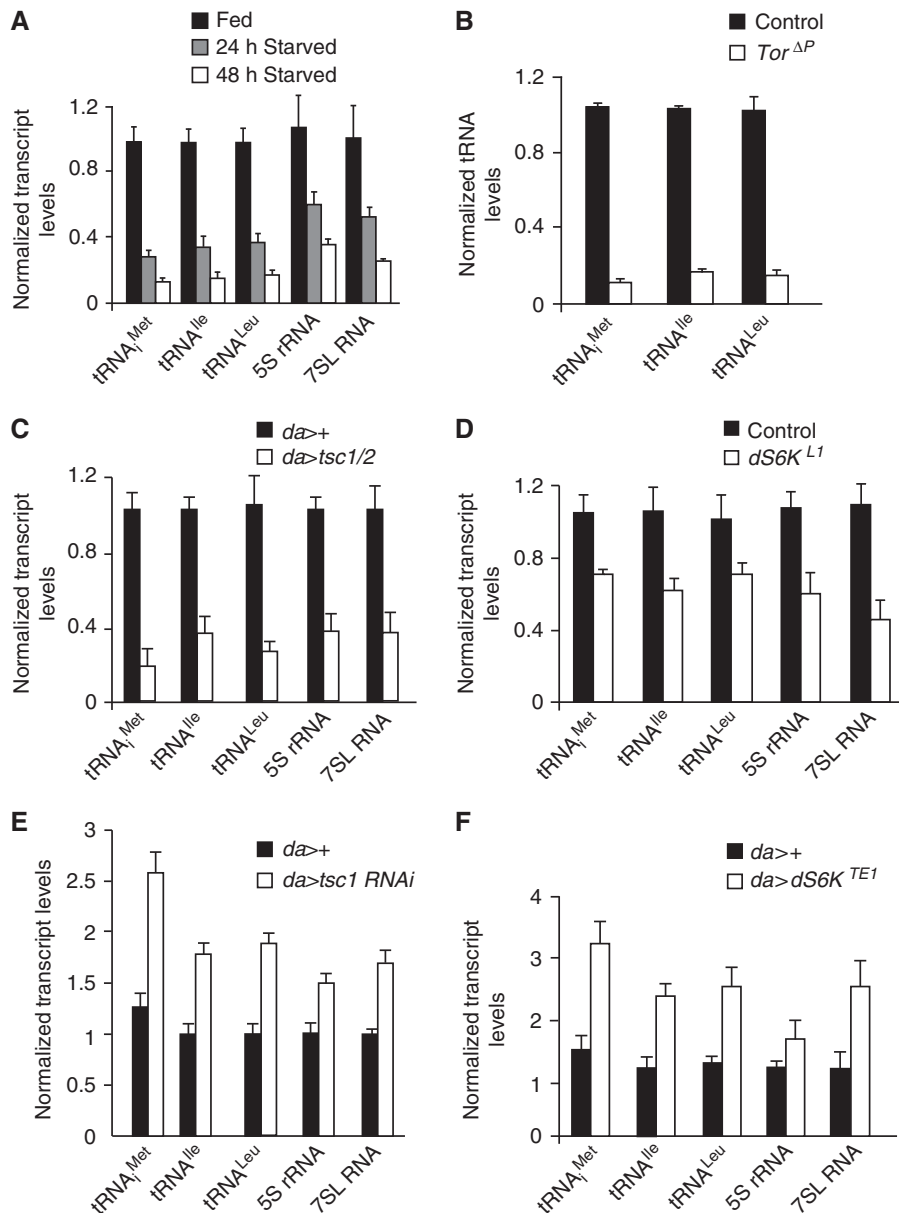 A
Fed
24 h Starved
48 h Starved
Normalized transcript
levels
1.2
0.8
0.4
0
tRNAiMet
tRNAIle
tRNALeu
5S rRNA
7SL RNA
B
Control
Tor ΔP
Normalized tRNA
levels
1.2
0.8
0.4
0
tRNAiMet
tRNAIle
tRNALeu
C
da>+
da>tsc1/2
Normalized transcript
levels
1.2
0.8
0.4
0
tRNAiMet
tRNAIle
tRNALeu
5S rRNA
7SL RNA
D
Control
dS6K L1
Normalized transcript
levels
1.2
0.8
0.4
0
tRNAiMet
tRNAIle
tRNALeu
5S rRNA
7SL RNA
E
da>+
da>tsc1 RNAi
Normalized transcript levels
3
2.5
2
1.5
1
0.5
0
tRNAiMet
tRNAIle
tRNALeu
5S rRNA
7SL RNA
F
da>+
da>dS6K TE1
Normalized transcript
levels
4
3
2
1
0
tRNAiMet
tRNAIle
tRNALeu
5S rRNA
7SL RNA